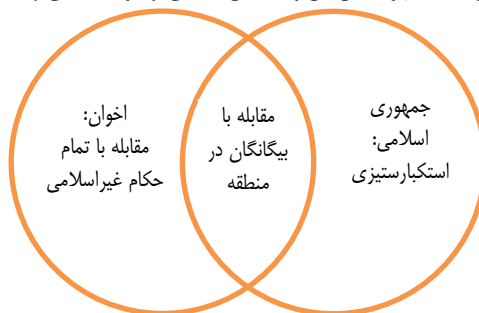 جمهوری
اسلامی:
استکبارستیزی
مقابله با
بیگانگان در
منطقه
اخوان:
مقابله با تمام
حکام غیراسلامی